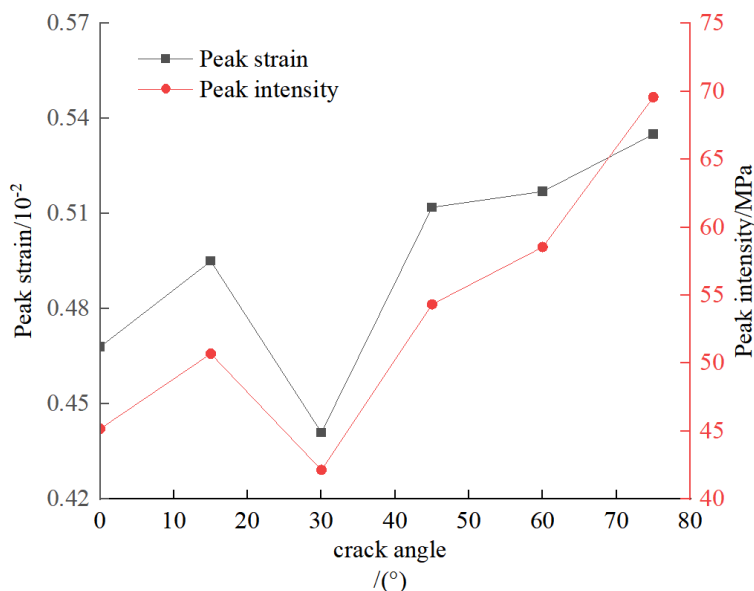 Peak strain
Peak intensity
Peak strain/10⁻²
0.57
0.54
0.51
0.48
0.45
0.42
75
70
65
60
55
50
45
40
Peak intensity/MPa
0 10 20 30 40 50 60 70 80
crack angle
/(°)